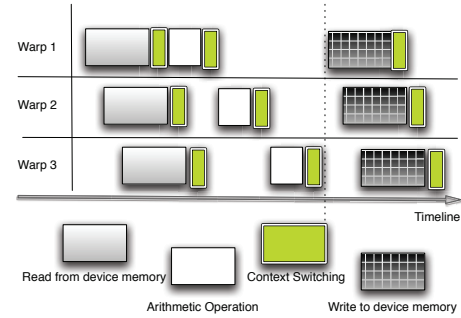 Warp 1
Warp 2
Warp 3
Timeline
Read from device memory
Context Switching
Arithmetic Operation
Write to device memory